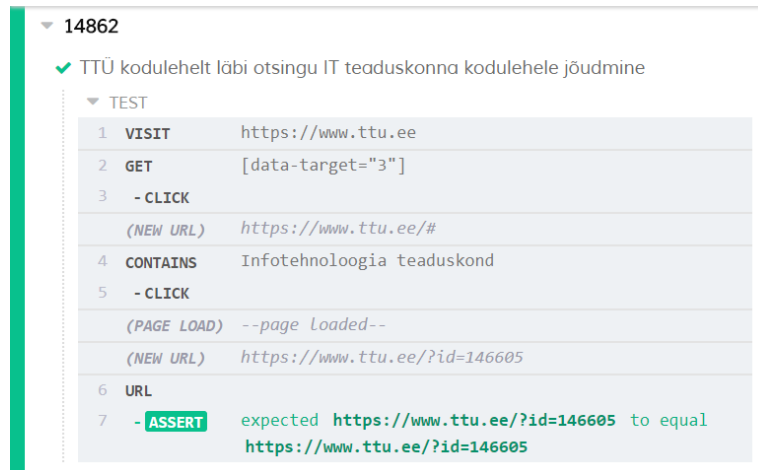 14862
TTÜ kodulehelt läbi otsingu IT teaduskonna kodulehele jõudmine
TEST
1 VISIT https://www.ttu.ee
2 GET [data-target="3"]
3 - CLICK
(NEW URL) https://www.ttu.ee/#
4 CONTAINS Infotehnoloogia teaduskond
5 - CLICK
(PAGE LOAD) --page loaded--
(NEW URL) https://www.ttu.ee/?id=146605
6 URL
7 - ASSERT expected https://www.ttu.ee/?id=146605 to equal
https://www.ttu.ee/?id=146605